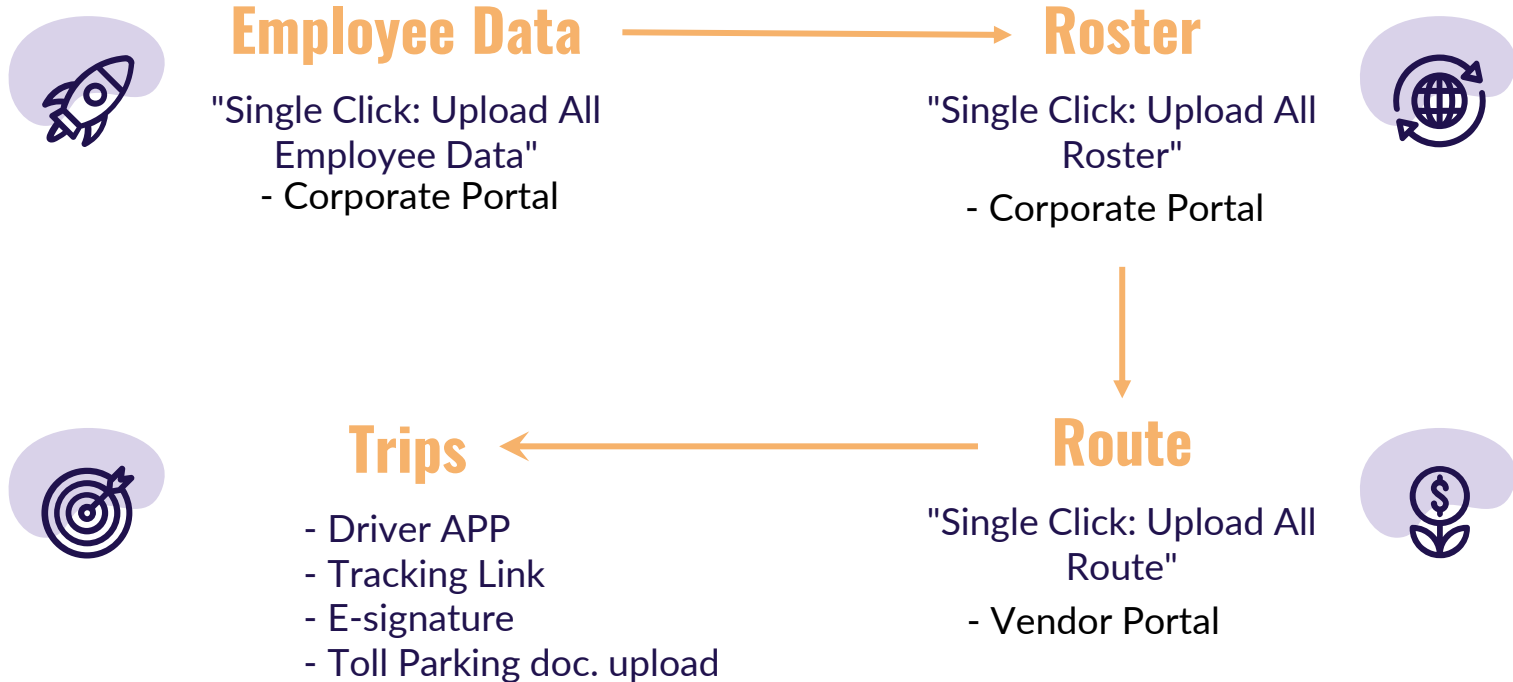 Employee Data
"Single Click: Upload All
Employee Data"
- Corporate Portal
Roster
"Single Click: Upload All
Roster"
- Corporate Portal
Route
"Single Click: Upload All
Route"
- Vendor Portal
Trips
- Driver APP
- Tracking Link
- E-signature
- Toll Parking doc. upload
$